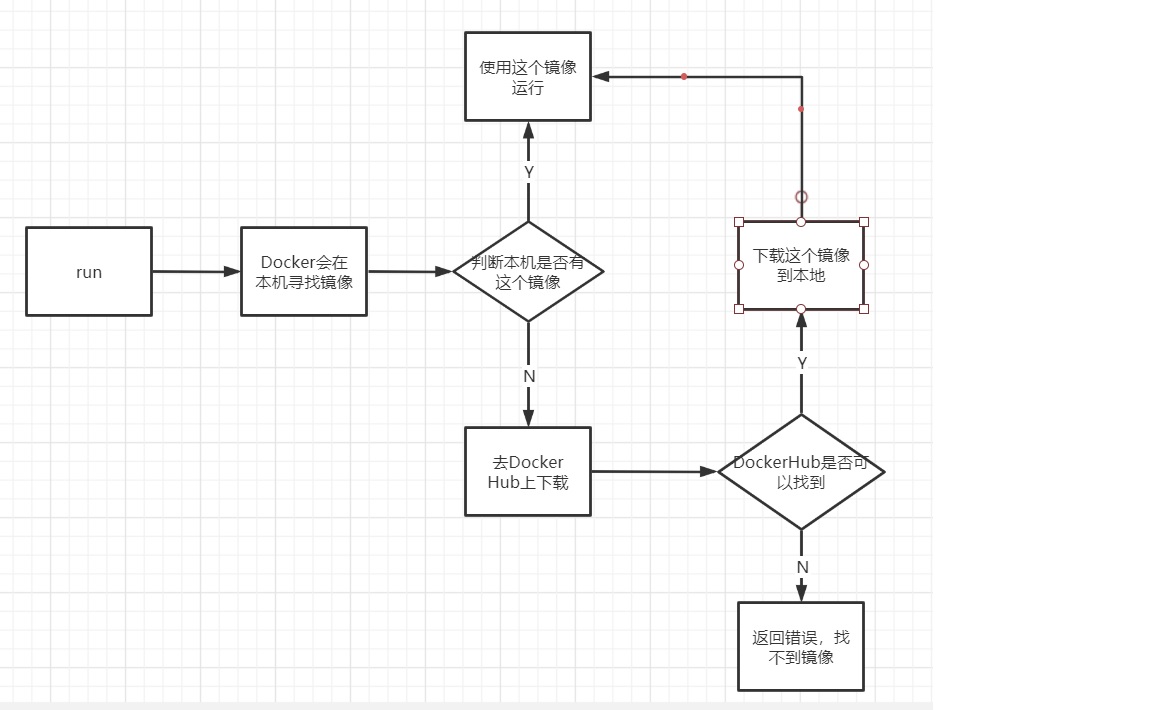 使用这个镜像
运行
Y
run
Docker会在
本机寻找镜像
判断本机是否有
这个镜像
下载这个镜像
到本地
Y
N
去Docker
Hub上下载
DockerHub是否可
以找到
N
返回错误，找
不到镜像